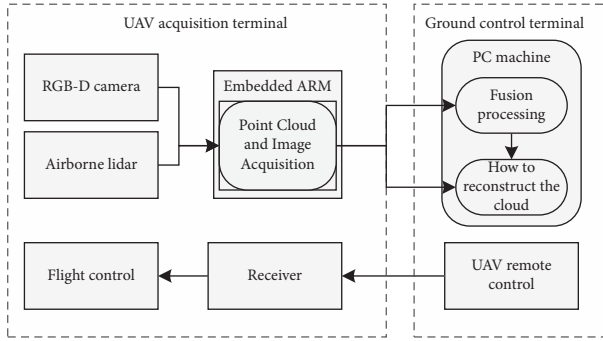 UAV acquisition terminal
Ground control terminal
RGB-D camera
Airborne lidar
Embedded ARM
Point Cloud
and Image
Acquisition
PC machine
Fusion
processing
How to
reconstruct the
cloud
Flight control
Receiver
UAV remote
control